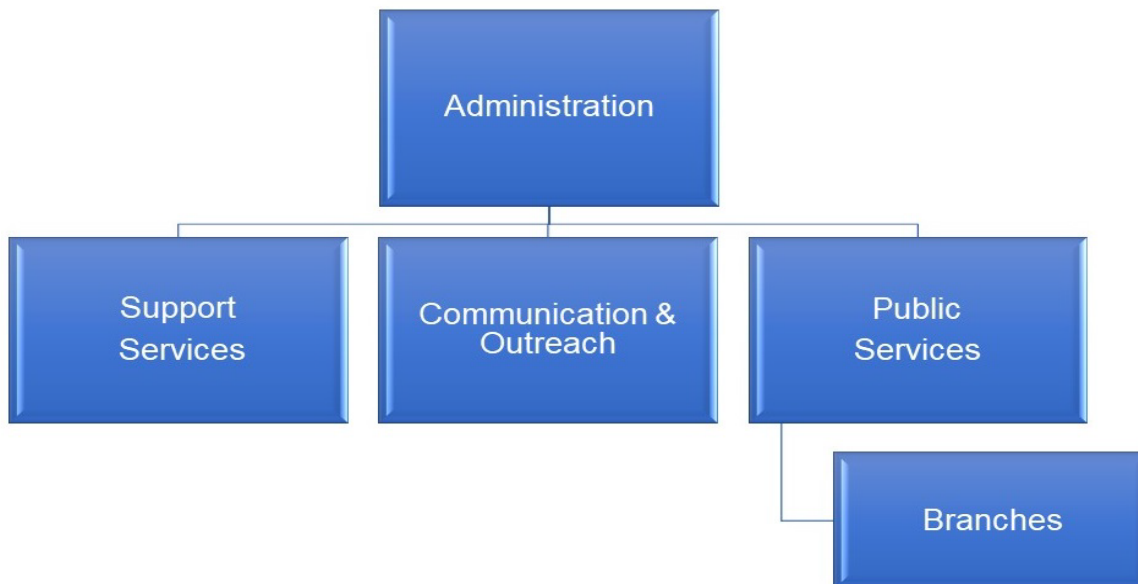 Administration
Support
Services
Communication &
Outreach
Public
Services
Branches